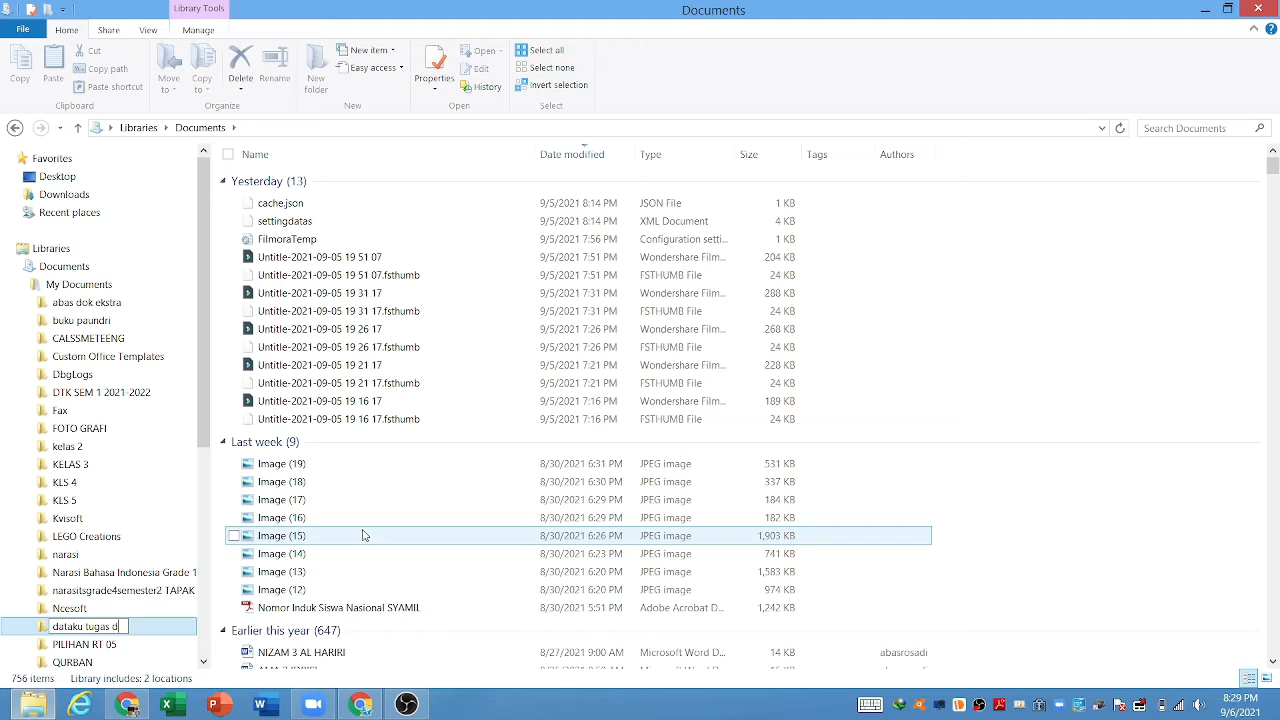 Library Tools
Documents
File
Home
Share
View
Manage
Copy
Paste
Cut
Copy path
Paste shortcut
Clipboard
Move to
Copy to
Delete
Rename
Organize
New folder
New item
Easy access
New
Properties
Open
Edit
History
Open
Select all
Select none
Invert selection
Select
Libraries
Documents
Search Documents
Favorites
Desktop
Downloads
Recent places
Libraries
Documents
My Documents
abas dok ekstra
buku paundri
CALSSMETEENG
Custom Office Templates
DbgLogs
DTK SEM 1 2021-2022
Fax
FOTO GRAFI
kelas 2
KELAS 3
KLS 4
KLS 5
Kvisoft
LEGO Creations
narasi
Narasi Bahasa Indonesia Grade 1
narasitsgrade4semester2 TAPAK
Ncesoft
dataku tugas d
PILIHAN RT 05
QURBAN
Name Date modified Type Size Tags Authors
Yesterday (13)
cache.json 9/5/2021 8:14 PM JSON File 1 KB
settingdatas 9/5/2021 8:14 PM XML Document 4 KB
FilmoraTemp 9/5/2021 7:56 PM Configuration setti... 1 KB
Untitle-2021-09-05 19 51 07 9/5/2021 7:51 PM Wondershare Film... 204 KB
Untitle-2021-09-05 19 51 07.fsthumb 9/5/2021 7:51 PM FSTHUMB File 24 KB
Untitle-2021-09-05 19 31 17 9/5/2021 7:31 PM Wondershare Film... 288 KB
Untitle-2021-09-05 19 31 17.fsthumb 9/5/2021 7:31 PM FSTHUMB File 24 KB
Untitle-2021-09-05 19 26 17 9/5/2021 7:26 PM Wondershare Film... 268 KB
Untitle-2021-09-05 19 26 17.fsthumb 9/5/2021 7:26 PM FSTHUMB File 24 KB
Untitle-2021-09-05 19 21 17 9/5/2021 7:21 PM Wondershare Film... 228 KB
Untitle-2021-09-05 19 21 17.fsthumb 9/5/2021 7:21 PM FSTHUMB File 24 KB
Untitle-2021-09-05 19 16 17 9/5/2021 7:16 PM Wondershare Film... 189 KB
Untitle-2021-09-05 19 16 17.fsthumb 9/5/2021 7:16 PM FSTHUMB File 24 KB
Last week (9)
Image (19) 8/30/2021 6:31 PM JPEG image 531 KB
Image (18) 8/30/2021 6:30 PM JPEG image 337 KB
Image (17) 8/30/2021 6:29 PM JPEG image 184 KB
Image (16) 8/30/2021 6:29 PM JPEG image 182 KB
Image (15) 8/30/2021 6:26 PM JPEG image 1,903 KB
Image (14) 8/30/2021 6:23 PM JPEG image 741 KB
Image (13) 8/30/2021 6:20 PM JPEG image 1,583 KB
Image (12) 8/30/2021 6:20 PM JPEG image 974 KB
Nomor Induk Siswa Nasional SYAMIL 8/30/2021 5:51 PM Adobe Acrobat D... 1,242 KB
Earlier this year (647)
NIZAM 3 AL HARIRI 8/27/2021 9:00 AM Microsoft Word D... 14 KB abasrosadi
756 items Library includes: 2 locations
8:29 PM
9/6/2021